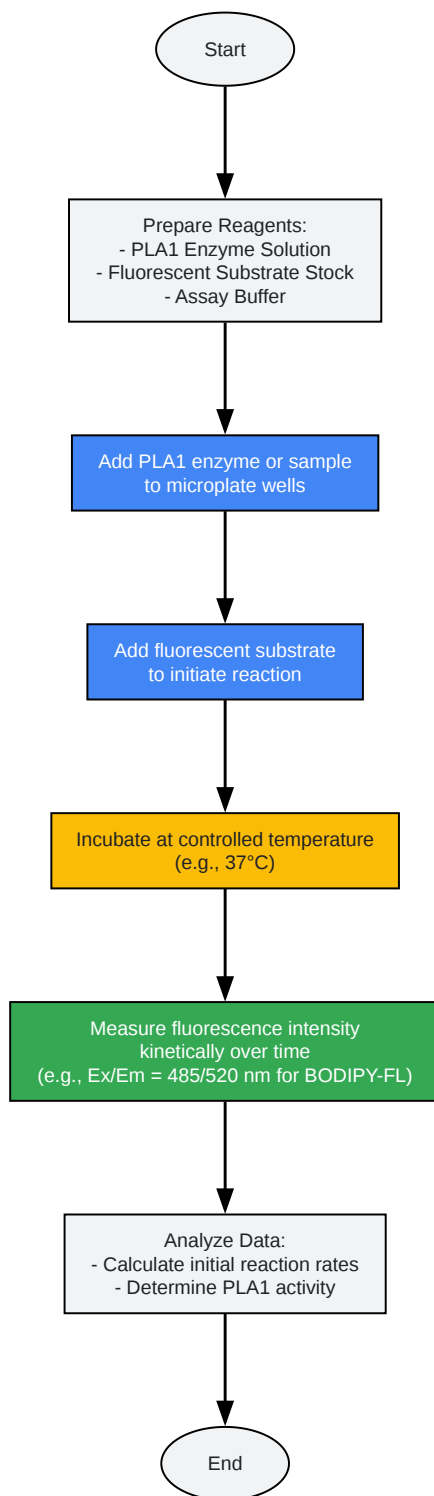 Start
Prepare Reagents:
- PLA1 Enzyme Solution
- Fluorescent Substrate Stock
- Assay Buffer
Add PLA1 enzyme or sample
to microplate wells
Add fluorescent substrate
to initiate reaction
Incubate at controlled temperature
(e.g., 37°C)
Measure fluorescence intensity
kinetically over time
(e.g., Ex/Em = 485/520 nm for BODIPY-FL)
Analyze Data:
- Calculate initial reaction rates
- Determine PLA1 activity
End